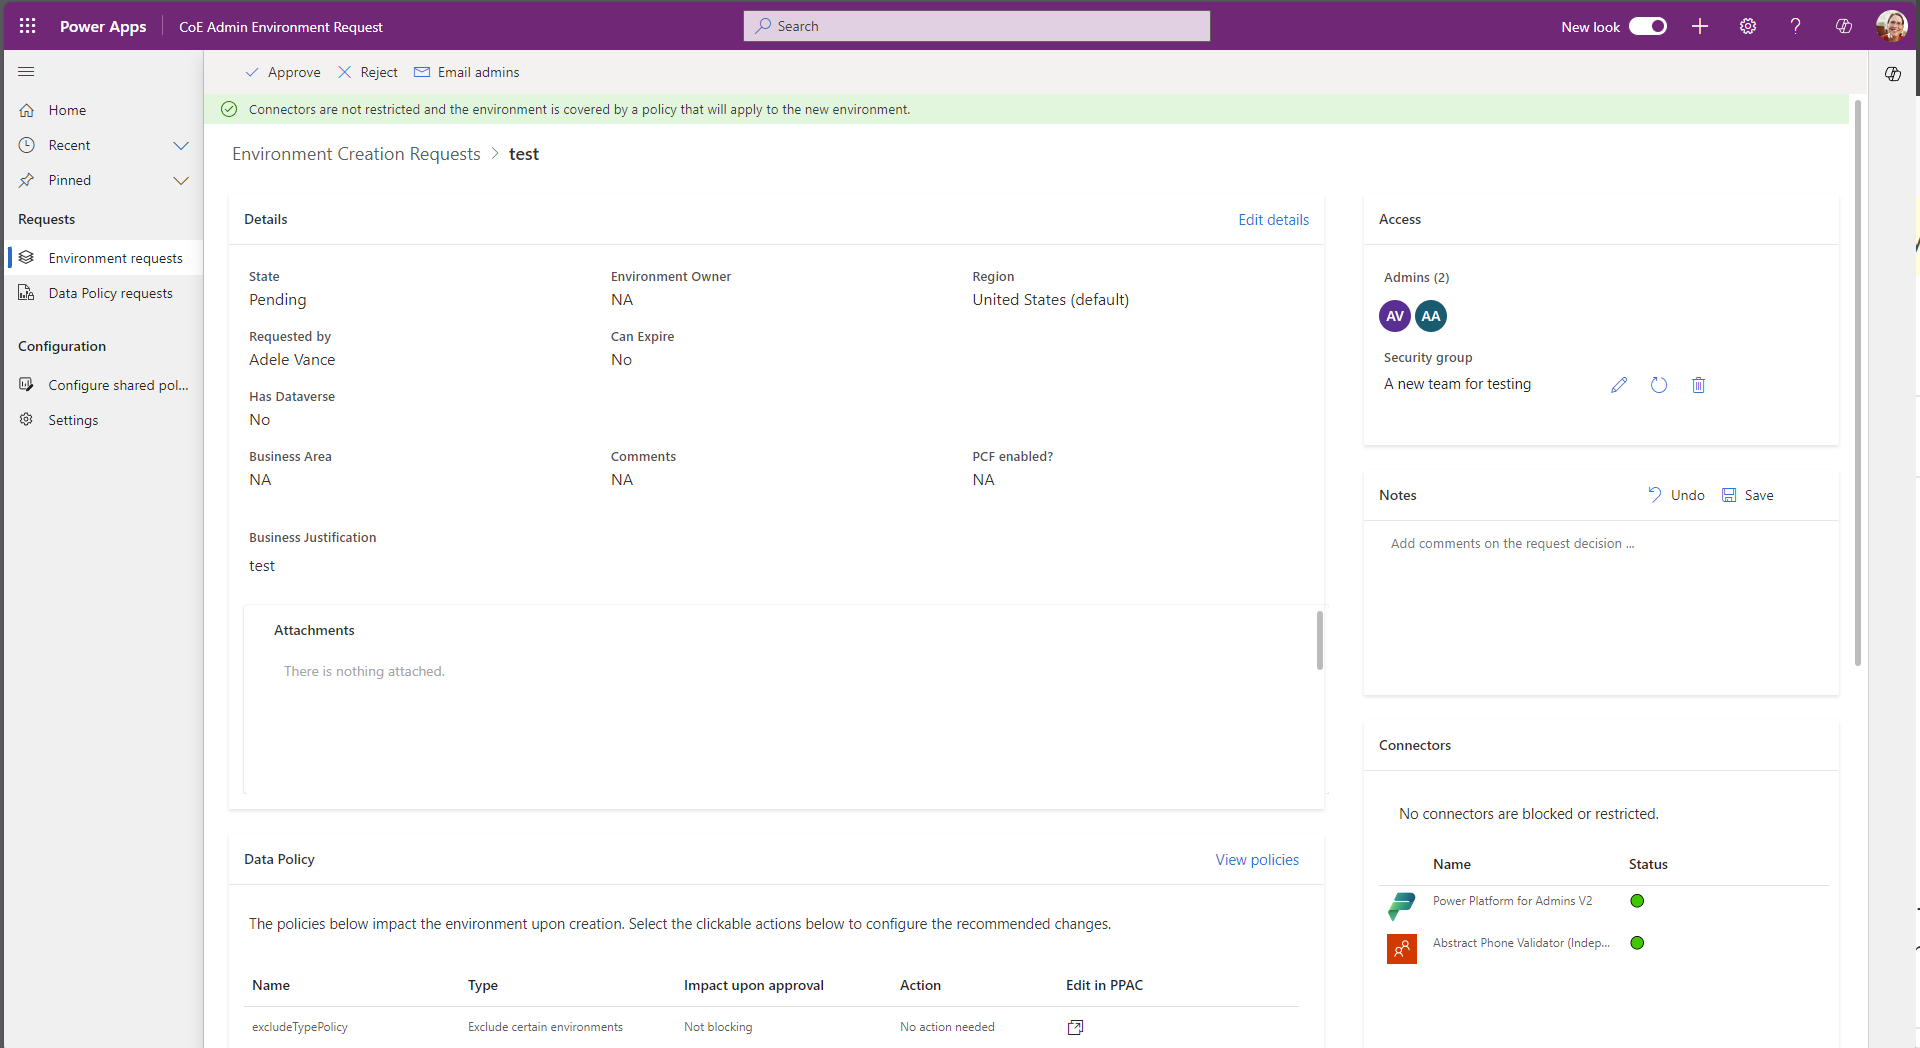 Power Apps
CoE Admin Environment Request
Search
New look
Approve
Reject
Email admins
Home
Recent
Pinned
Requests
Environment requests
Data Policy requests
Configuration
Configure shared pol...
Settings
Connectors are not restricted and the environment is covered by a policy that will apply to the new environment.
Environment Creation Requests > test
Details
Edit details
State
Pending
Environment Owner
NA
Region
United States (default)
Requested by
Adele Vance
Can Expire
No
Has Dataverse
No
Business Area
NA
Comments
NA
PCF enabled?
NA
Business Justification
test
Attachments
There is nothing attached.
Data Policy
View policies
The policies below impact the environment upon creation. Select the clickable actions below to configure the recommended changes.
Name Type Impact upon approval Action Edit in PPAC
excludeTypePolicy Exclude certain environments Not blocking No action needed
Access
Admins (2)
AV AA
Security group
A new team for testing
Notes
Undo
Save
Add comments on the request decision ...
Connectors
No connectors are blocked or restricted.
Name Status
Power Platform for Admins V2
Abstract Phone Validator (Indep...